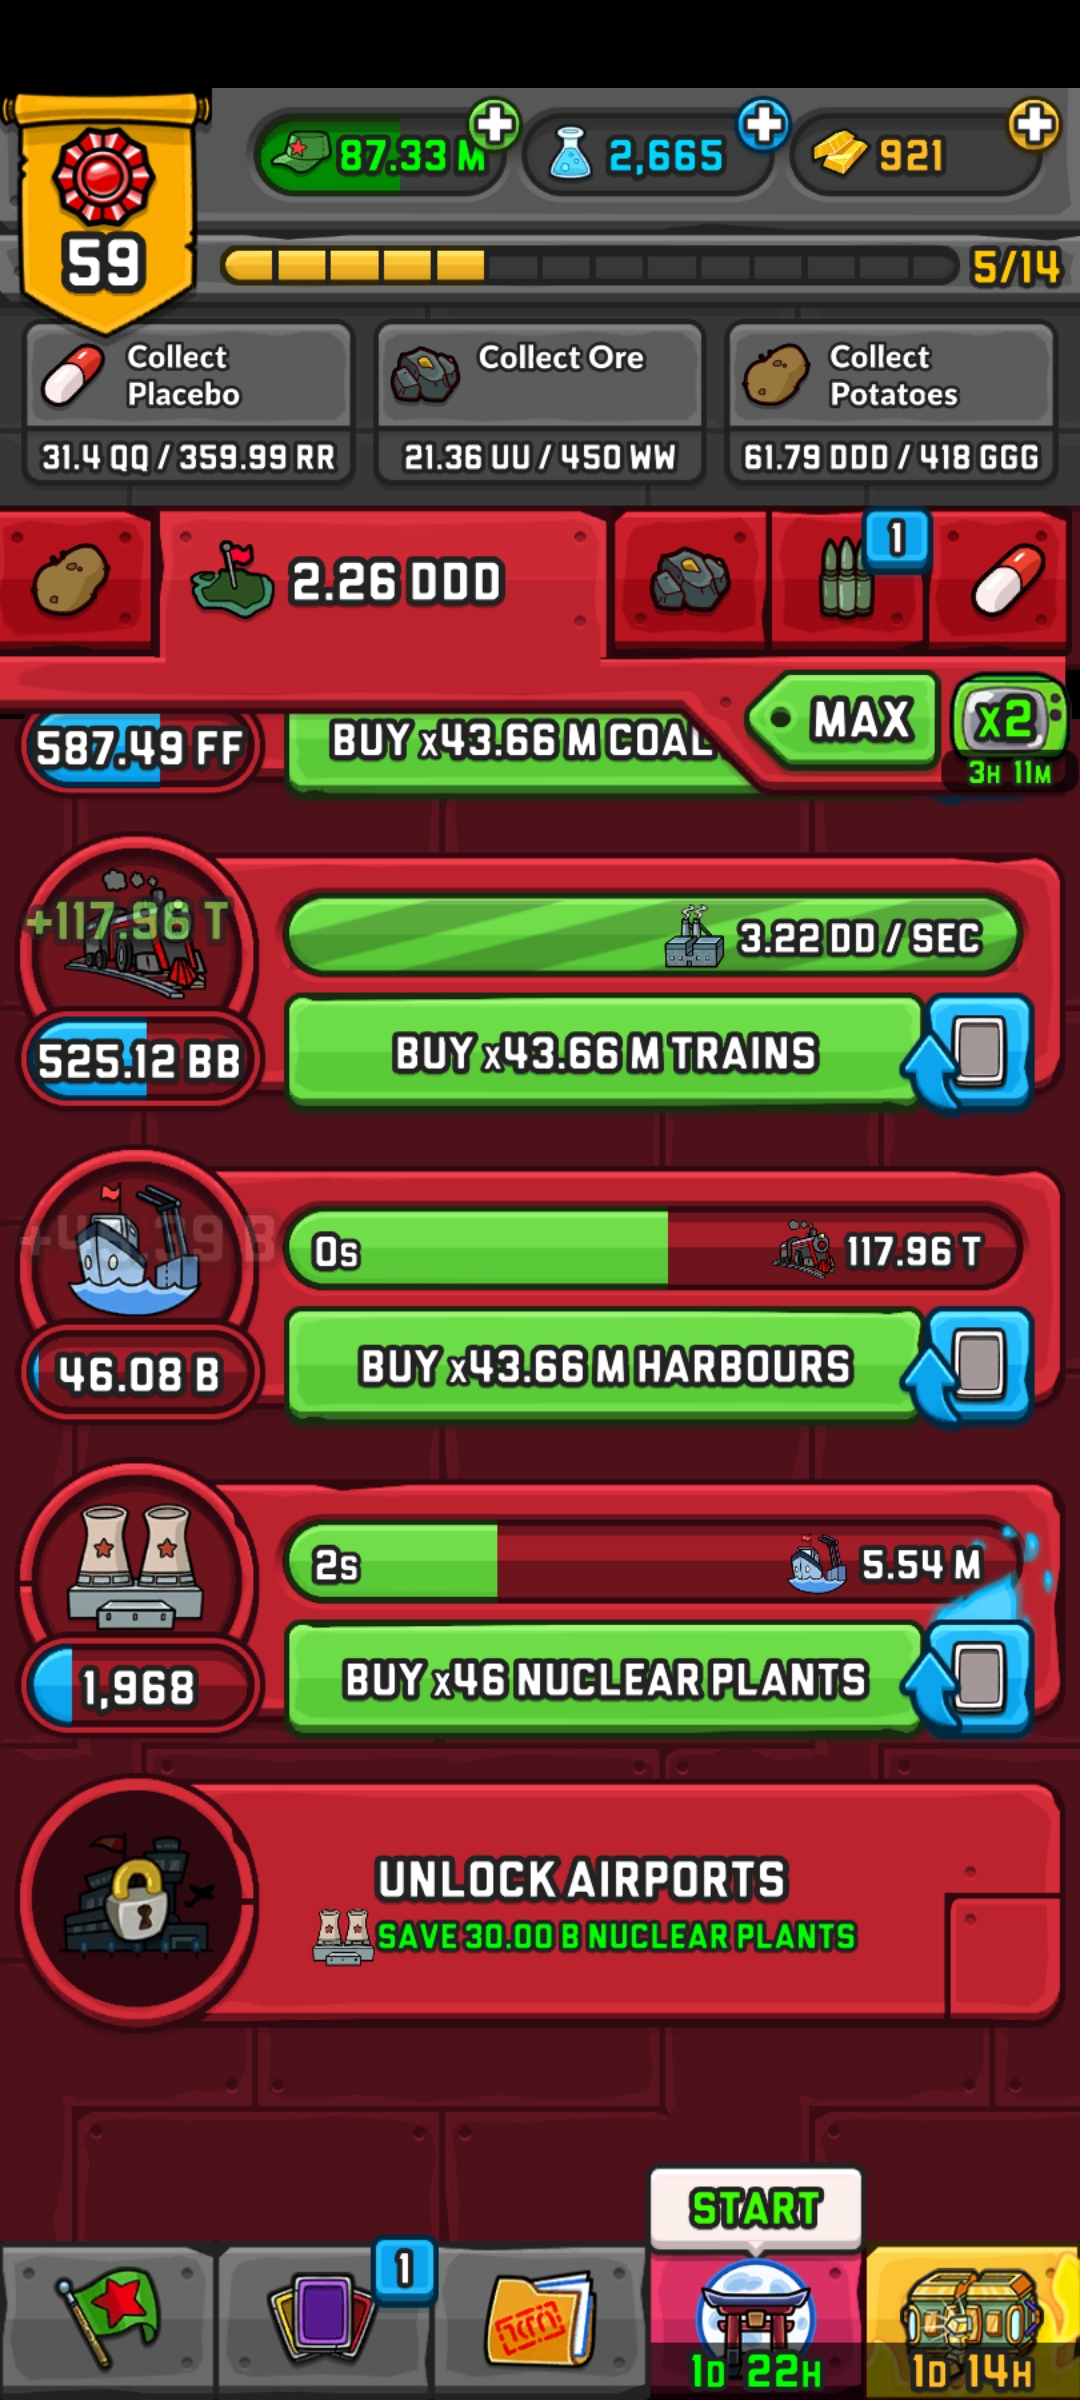 87.33 M
2,665
921
59
5/14
Collect
Placebo
31.4 QQ / 359.99 RR
Collect Ore
21.36 UU / 450 WW
Collect
Potatoes
61.79 DDD / 418 GGG
2.26 DDD
1
MAX
x2
3H 11M
587.49 FF
BUY x43.66 M COAL
+117.96 T
3.22 DD / SEC
525.12 BB
BUY x43.66 M TRAINS
0s
117.96 T
46.08 B
BUY x43.66 M HARBOURS
2s
5.54 M
1,968
BUY x46 NUCLEAR PLANTS
UNLOCK AIRPORTS
SAVE 30.00 B NUCLEAR PLANTS
START
1
1D 22H
1D 14H